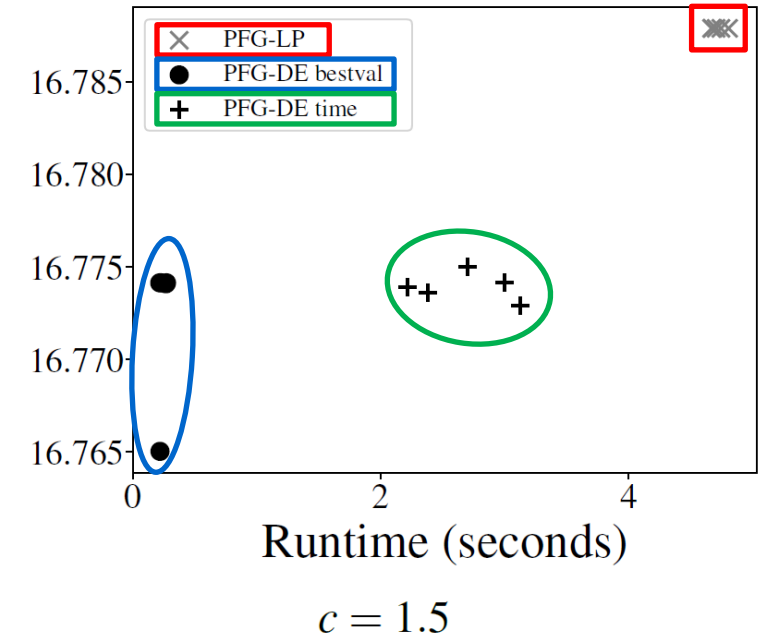 PFG-LP
PFG-DE bestval
PFG-DE time
16.785
16.780
16.775
16.770
16.765
0 2 4
Runtime (seconds)
c = 1.5